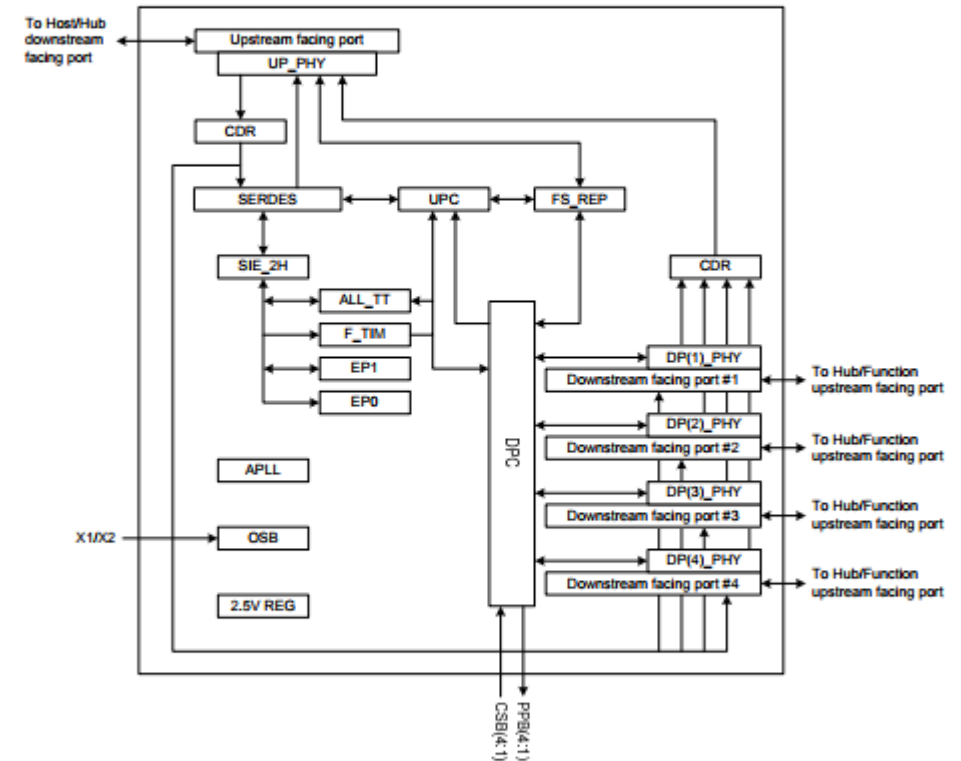 To Host/Hub
downstream
facing port
Upstream facing port
UP_PHY
CDR
SERDES
UPC
FS_REP
SIE_2H
CDR
ALL_TT
F_TIM
EP1
EP0
DPC
DP(1)_PHY
Downstream facing port #1
To Hub/Function
upstream facing port
DP(2)_PHY
Downstream facing port #2
To Hub/Function
upstream facing port
APLL
DP(3)_PHY
Downstream facing port #3
To Hub/Function
upstream facing port
X1/X2
OSB
DP(4)_PHY
Downstream facing port #4
To Hub/Function
upstream facing port
2.5V REG
CSB(4:1)
PPB(4:1)